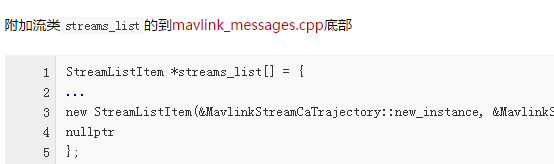 附加流类 streams_list 的到mavlink_messages.cpp底部
1 StreamListItem *streams_list[] = {
2 ...
3 new StreamListItem(&MavlinkStreamCaTrajectory::new_instance, &MavlinkS
4 nullptr
5 };